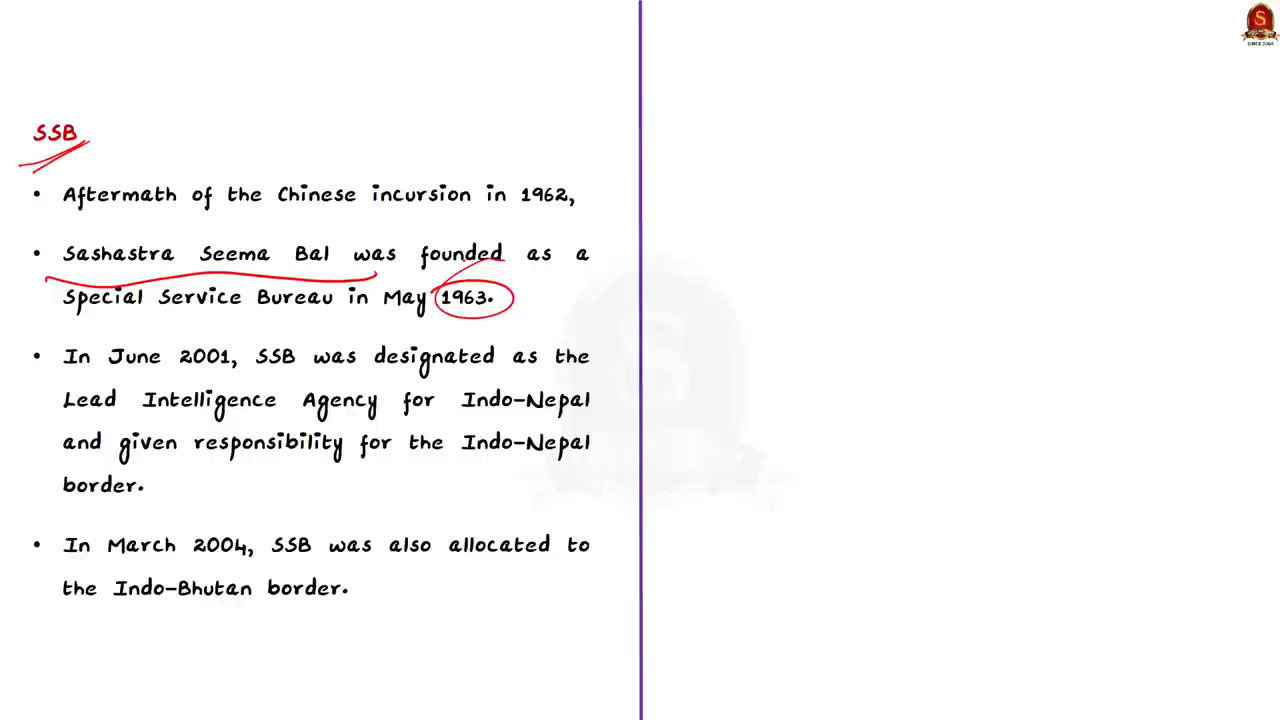 S
SINCE 2004
SSB
• Aftermath of the Chinese incursion in 1962,
• Sashastra Seema Bal was founded as a
Special Service Bureau in May 1963.
• In June 2001, SSB was designated as the
Lead Intelligence Agency for Indo-Nepal
and given responsibility for the Indo-Nepal
border.
• In March 2004, SSB was also allocated to
the Indo-Bhutan border.